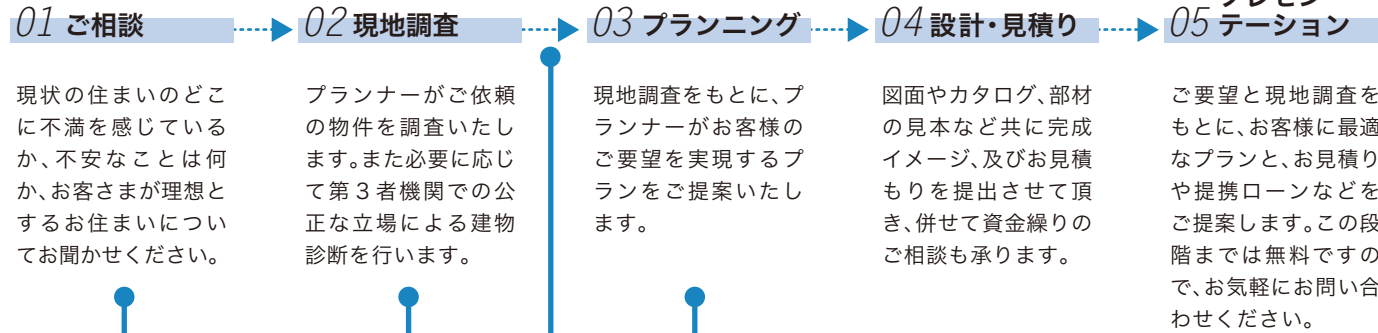 01 ご相談
現状の住まいのどこ
に不満を感じている
か、不安なことは何
か、お客さまが理想と
するお住まいについ
てお聞かせください。
02 現地調査
プランナーがご依頼
の物件を調査いたし
ます。また必要に応じ
て第３者機関での公
正な立場による建物
診断を行います。
03 プランニング
現地調査をもとに、プ
ランナーがお客様の
ご要望を実現するプ
ランをご提案いたし
ます。
04 設計・見積り
図面やカタログ、部材
の見本など共に完成
イメージ、及びお見積
もりを提出させて頂
き、併せて資金繰りの
ご相談も承ります。
プレゼン
05 テーション
ご要望と現地調査を
もとに、お客様に最適
なプランと、お見積り
や提携ローンなどを
ご提案します。この段
階までは無料ですの
で、お気軽にお問い合
わせください。